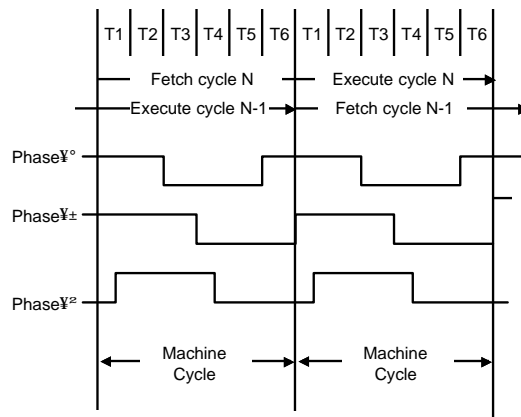 T1 T2 T3 T4 T5 T6 T1 T2 T3 T4 T5 T6
Fetch cycle N Execute cycle N
Execute cycle N-1 Fetch cycle N-1
Phase¥°
Phase¥±
Phase¥²
Machine Cycle Machine Cycle